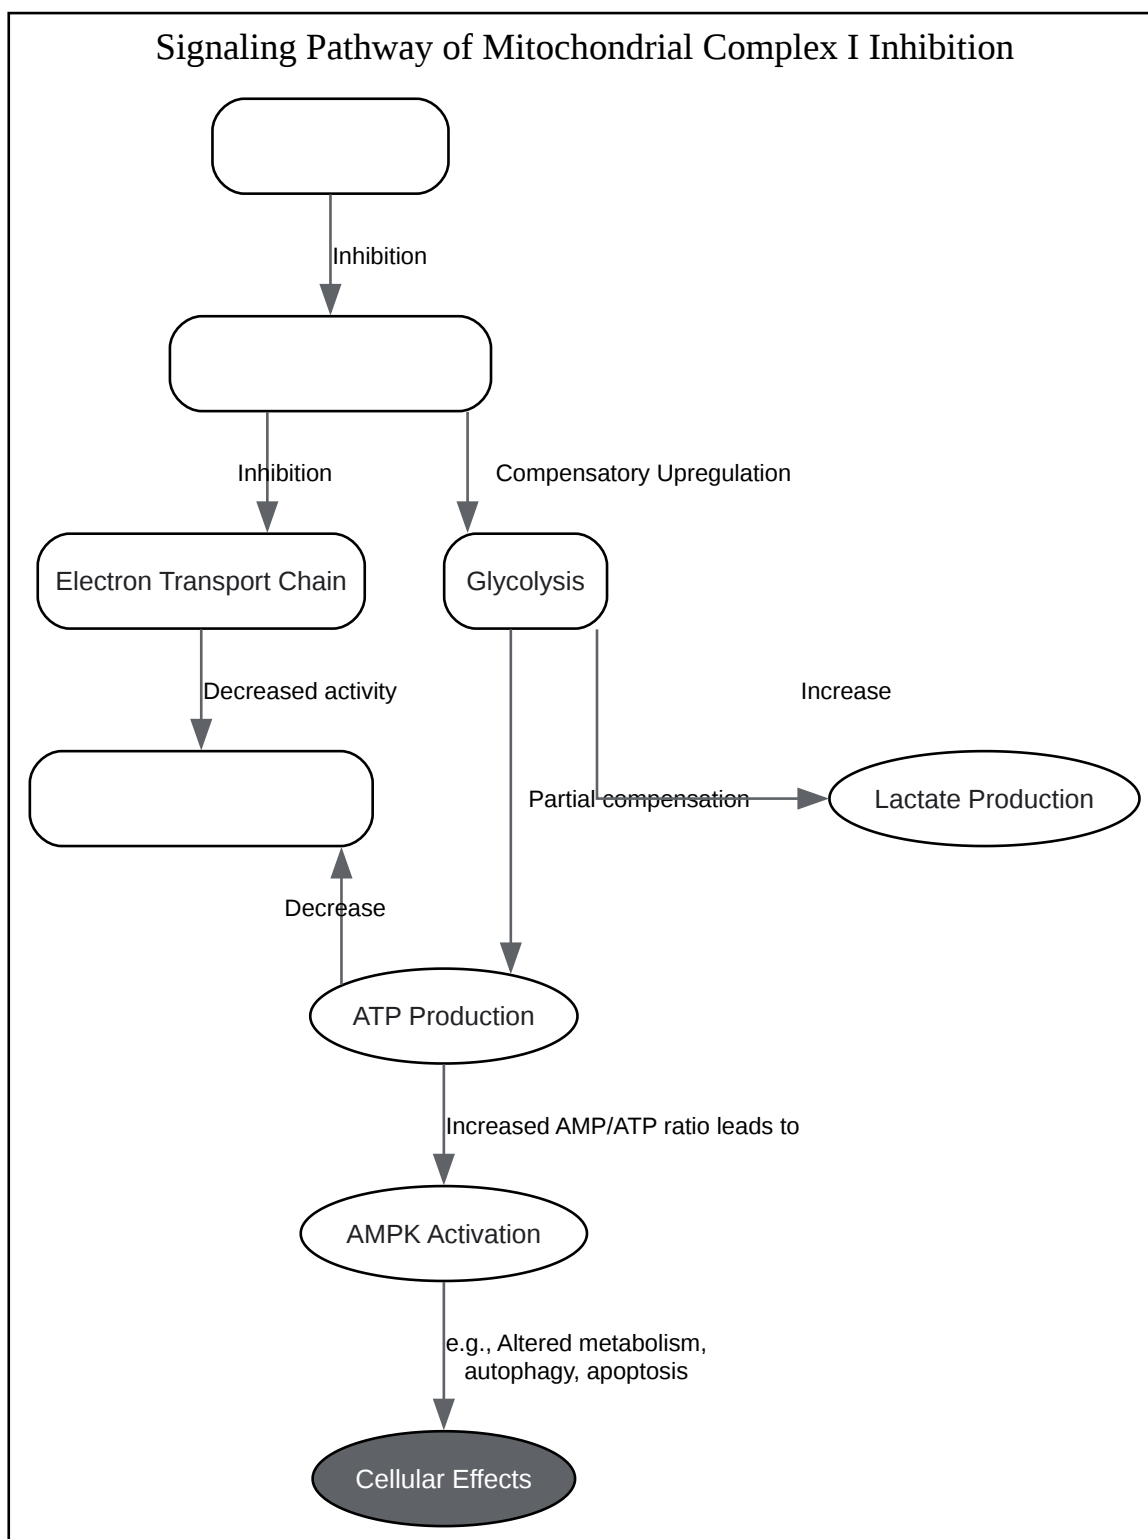 Signaling Pathway of Mitochondrial Complex I Inhibition
Inhibition
Inhibition
Compensatory Upregulation
Electron Transport Chain
Glycolysis
Decreased activity
Increase
Partial compensation
Lactate Production
Decrease
ATP Production
Increased AMP/ATP ratio leads to
AMPK Activation
e.g., Altered metabolism,
autophagy, apoptosis
Cellular Effects